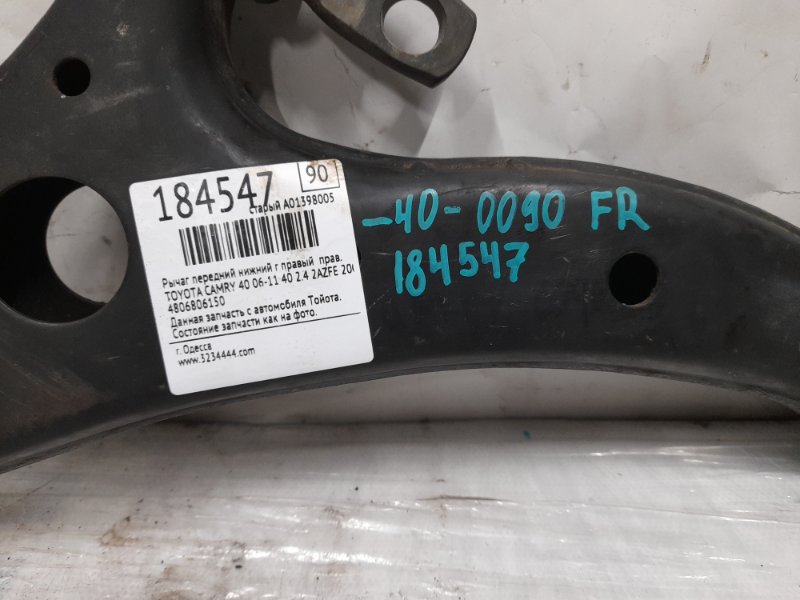 184547
90
старый A01398005
Рычаг передний нижний г правый прав.
TOYOTA CAMRY 40 06-11 40 2.4 2AZFE 200
4806806150
Данная запчасть с автомобиля Тойота.
Состояние запчасти как на фото.
г. Одесса
www.3234444.com
-40-0090 FR
184547